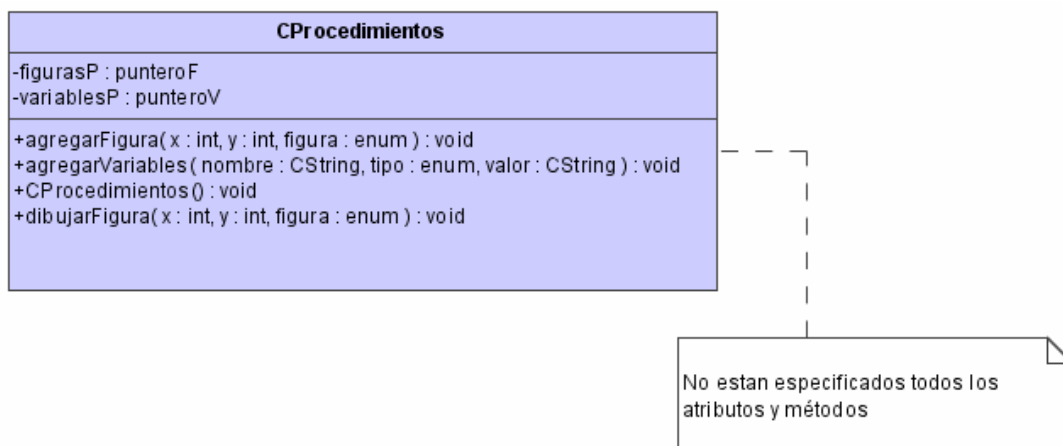 CProcedimientos
-figurasP : punteroF
-variablesP : punteroV
+agregarFigura( x : int, y : int, figura : enum ) : void
+agregarVariables( nombre : CString, tipo : enum, valor : CString ) : void
+CProcedimientos() : void
+dibujarFigura( x : int, y : int, figura : enum ) : void
No estan especificados todos los
atributos y métodos